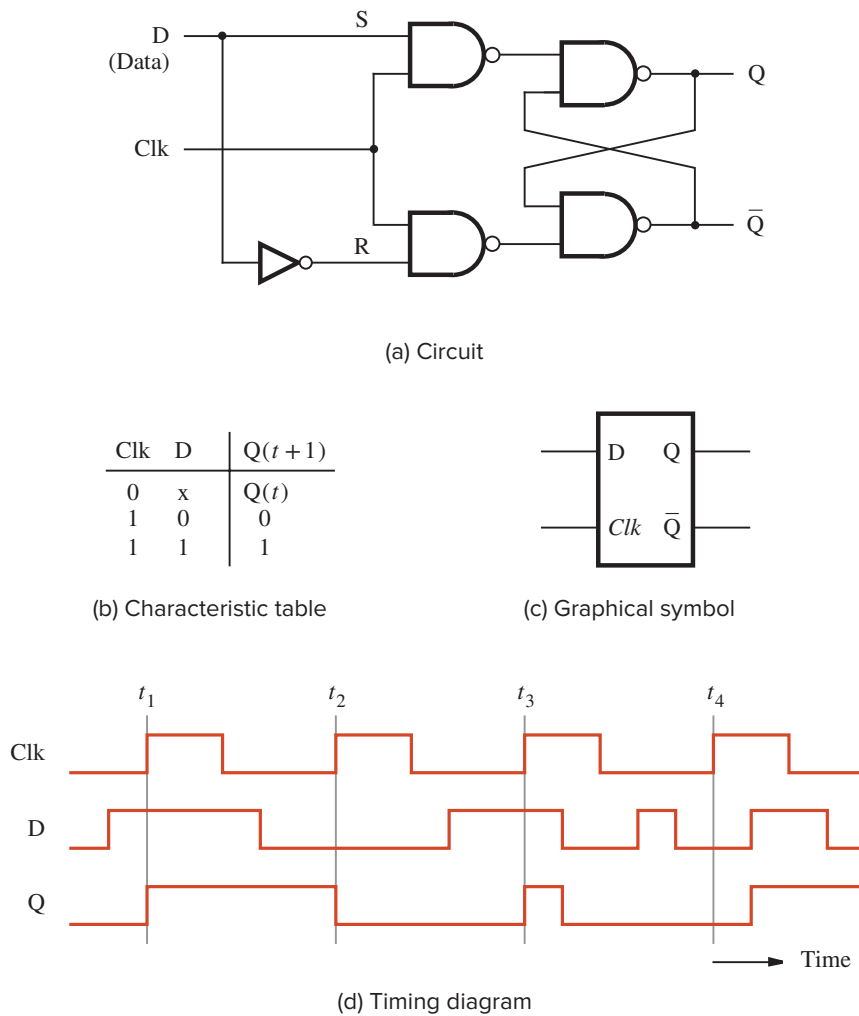 S
D
(Data)
Q
Clk
Q̅
R
(a) Circuit
Clk D Q(t + 1)
0 x Q(t)
1 0 0
1 1 1
(b) Characteristic table
D Q
Clk Q̅
(c) Graphical symbol
t1 t2 t3 t4
Clk
D
Q
Time
(d) Timing diagram